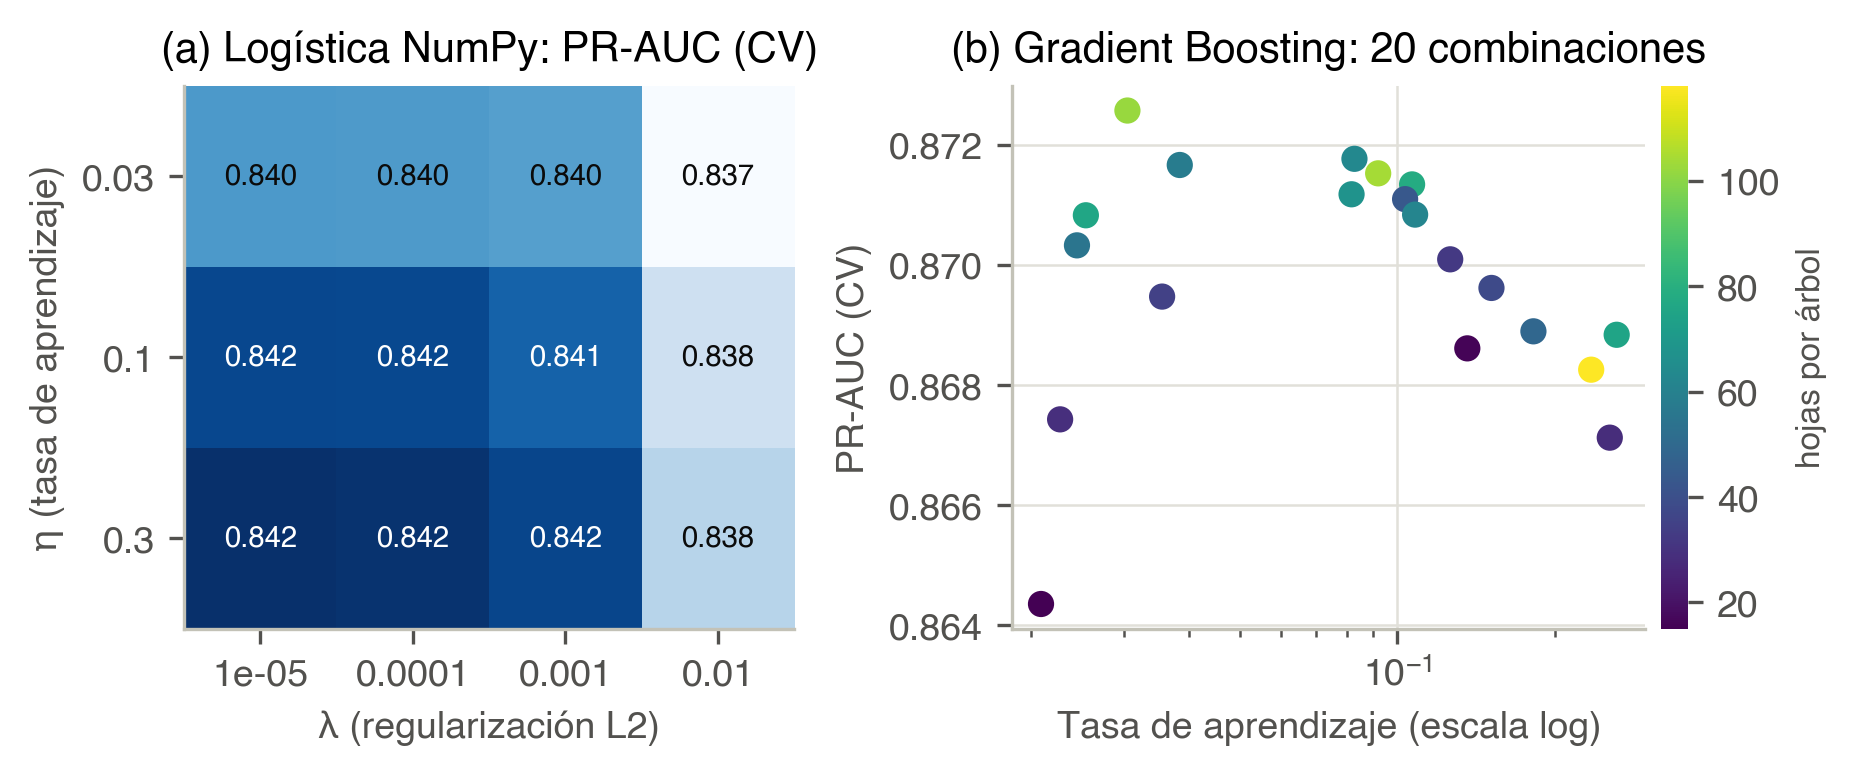 (a) Logística NumPy: PR-AUC (CV)
η (tasa de aprendizaje)
0.03
0.1
0.3
0.840 0.840 0.840 0.837
0.842 0.842 0.841 0.838
0.842 0.842 0.842 0.838
1e-05 0.0001 0.001 0.01
λ (regularización L2)
(b) Gradient Boosting: 20 combinaciones
PR-AUC (CV)
0.872
0.870
0.868
0.866
0.864
10⁻¹
Tasa de aprendizaje (escala log)
100
80
60
40
20
hojas por árbol